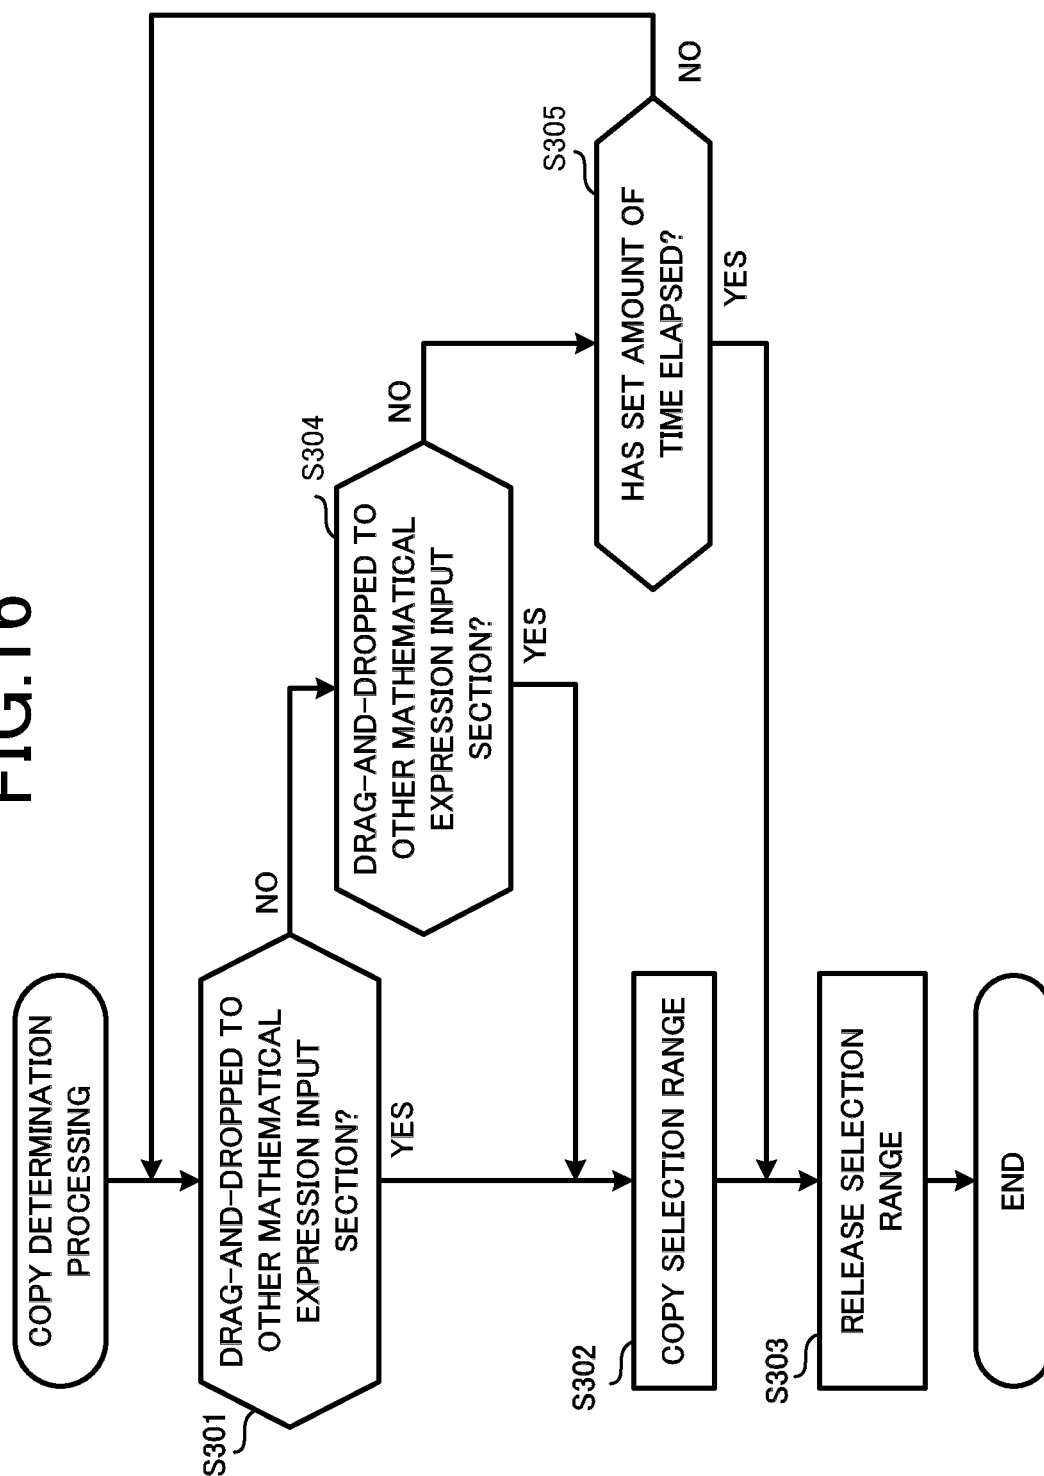 FIG.16
COPY DETERMINATION
PROCESSING
S301
DRAG-AND-DROPPED TO
OTHER MATHEMATICAL
EXPRESSION INPUT
SECTION?
NO
YES
S304
DRAG-AND-DROPPED TO
OTHER MATHEMATICAL
EXPRESSION INPUT
SECTION?
NO
YES
S305
HAS SET AMOUNT OF
TIME ELAPSED?
NO
YES
S302
COPY SELECTION RANGE
S303
RELEASE SELECTION
RANGE
END